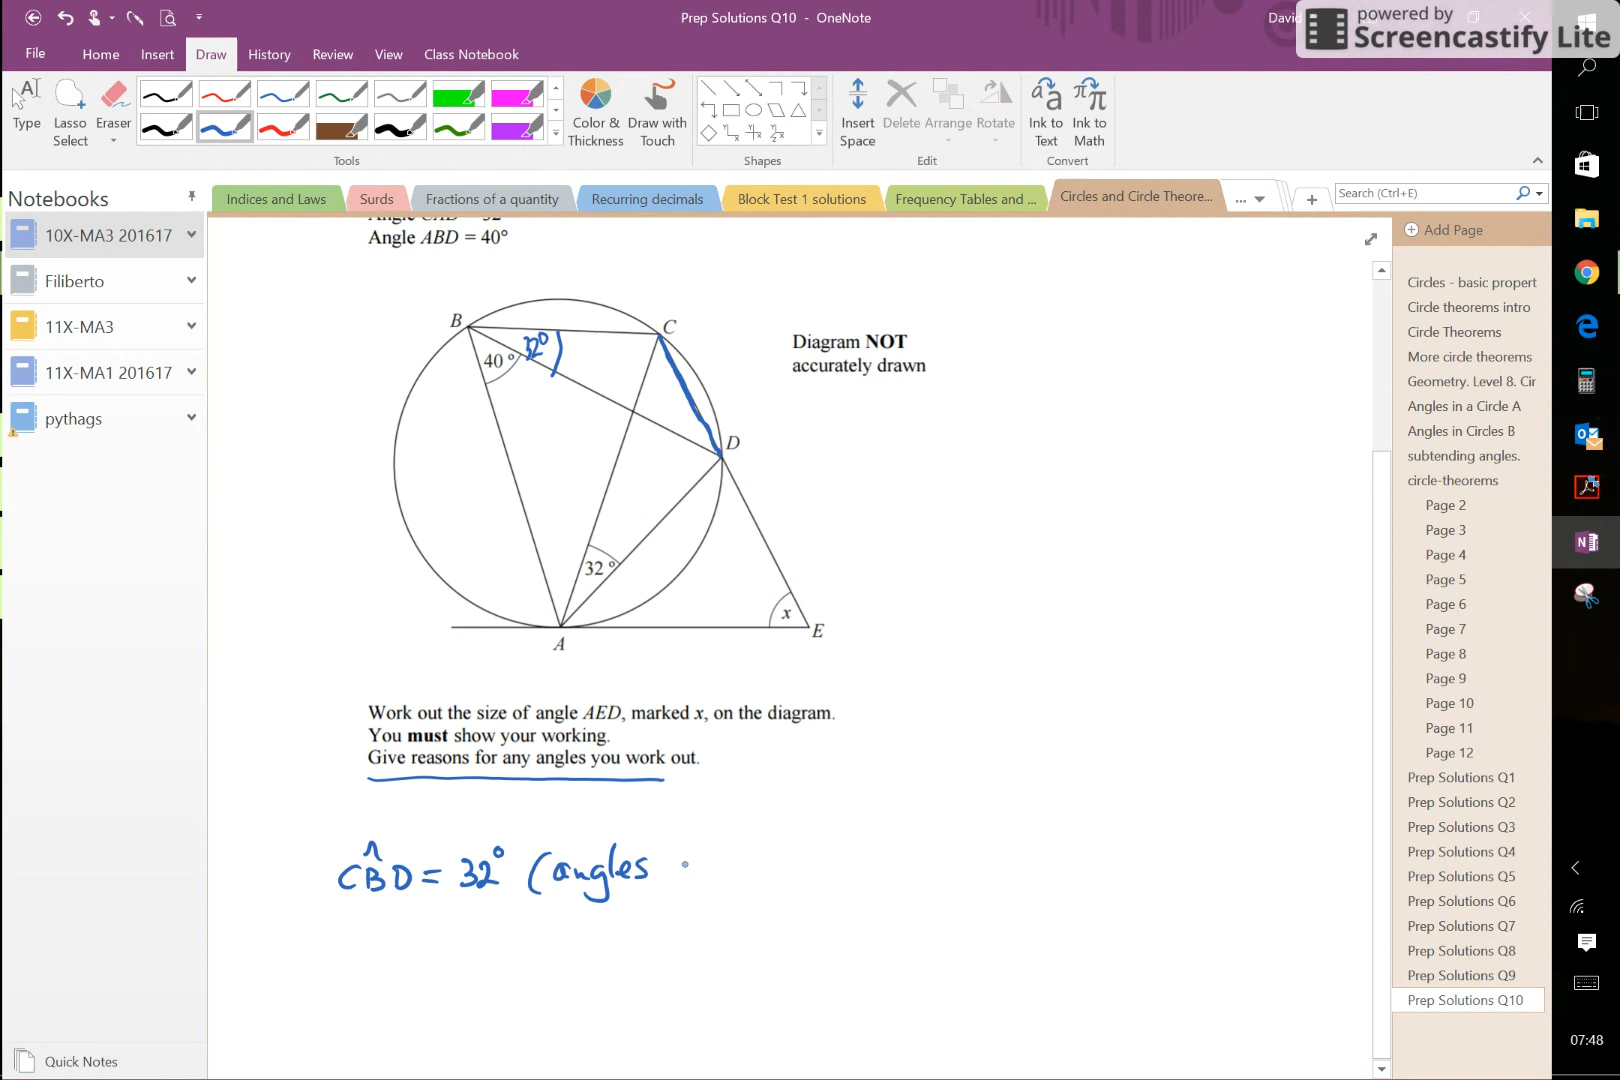 Prep Solutions Q10 - OneNote
David
powered by
Screencastify Lite
File
Home
Insert
Draw
History
Review
View
Class Notebook
Type
Lasso
Select
Eraser
Color &
Thickness
Draw with
Touch
Insert
Space
Delete
Arrange
Rotate
Ink to
Text
Ink to
Math
Tools
Shapes
Edit
Convert
Notebooks
Indices and Laws
Surds
Fractions of a quantity
Recurring decimals
Block Test 1 solutions
Frequency Tables and ...
Circles and Circle Theore...
...
Search (Ctrl+E)
10X-MA3 201617
Filiberto
11X-MA3
11X-MA1 201617
pythags
Quick Notes
Angle ABD = 40°
B
C
40 °
32°
Diagram NOT
accurately drawn
D
32 °
x
E
A
Work out the size of angle AED, marked x, on the diagram.
You must show your working.
Give reasons for any angles you work out.
CB̂D = 32° (angles
Add Page
Circles - basic propert
Circle theorems intro
Circle Theorems
More circle theorems
Geometry. Level 8. Cir
Angles in a Circle A
Angles in Circles B
subtending angles.
circle-theorems
Page 2
Page 3
Page 4
Page 5
Page 6
Page 7
Page 8
Page 9
Page 10
Page 11
Page 12
Prep Solutions Q1
Prep Solutions Q2
Prep Solutions Q3
Prep Solutions Q4
Prep Solutions Q5
Prep Solutions Q6
Prep Solutions Q7
Prep Solutions Q8
Prep Solutions Q9
Prep Solutions Q10
07:48